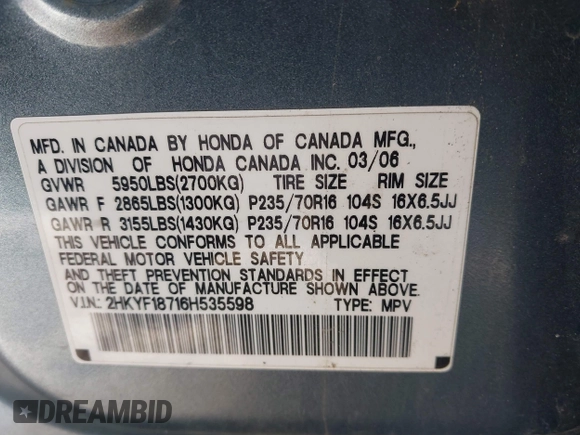 MFD. IN CANADA BY HONDA OF CANADA MFG.,
A DIVISION OF HONDA CANADA INC. 03/06
GVWR 5950LBS(2700KG) TIRE SIZE RIM SIZE
GAWR F 2865LBS(1300KG) P235/70R16 104S 16X6.5JJ
GAWR R 3155LBS(1430KG) P235/70R16 104S 16X6.5JJ
THIS VEHICLE CONFORMS TO ALL APPLICABLE
FEDERAL MOTOR VEHICLE SAFETY
AND THEFT PREVENTION STANDARDS IN EFFECT
ON THE DATE OF MANUFACTURE SHOWN ABOVE.
V.I.N.: 2HKYF18716H535598 TYPE: MPV
DREAMBID